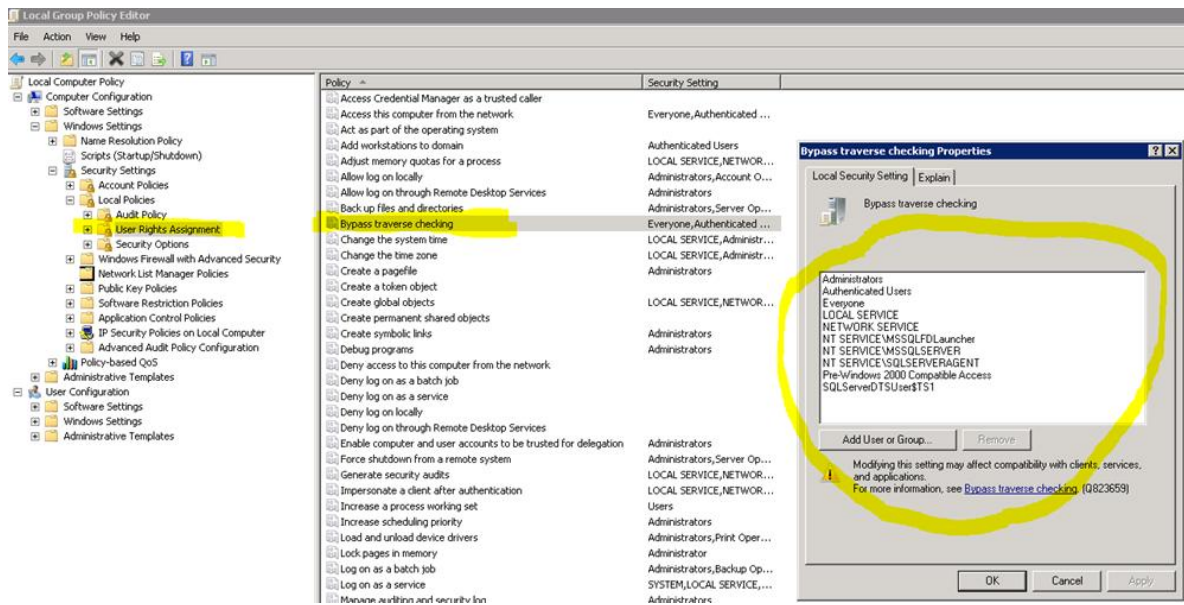 Local Group Policy Editor
File Action View Help
Local Computer Policy
Computer Configuration
Software Settings
Windows Settings
Name Resolution Policy
Scripts (Startup/Shutdown)
Security Settings
Account Policies
Local Policies
Audit Policy
User Rights Assignment
Security Options
Windows Firewall with Advanced Security
Network List Manager Policies
Public Key Policies
Software Restriction Policies
Application Control Policies
IP Security Policies on Local Computer
Advanced Audit Policy Configuration
Policy-based QoS
Administrative Templates
User Configuration
Software Settings
Windows Settings
Administrative Templates
Policy Security Setting
Access Credential Manager as a trusted caller
Access this computer from the network Everyone,Authenticated ...
Act as part of the operating system
Add workstations to domain Authenticated Users
Adjust memory quotas for a process LOCAL SERVICE,NETWOR...
Allow log on locally Administrators,Account O...
Allow log on through Remote Desktop Services Administrators
Back up files and directories Administrators,Server Op...
Bypass traverse checking Everyone,Authenticated ...
Change the system time LOCAL SERVICE,Administr...
Change the time zone LOCAL SERVICE,Administr...
Create a pagefile Administrators
Create a token object
Create global objects LOCAL SERVICE,NETWOR...
Create permanent shared objects
Create symbolic links Administrators
Debug programs Administrators
Deny access to this computer from the network
Deny log on as a batch job
Deny log on as a service
Deny log on locally
Deny log on through Remote Desktop Services
Enable computer and user accounts to be trusted for delegation Administrators
Force shutdown from a remote system Administrators,Server Op...
Generate security audits LOCAL SERVICE,NETWOR...
Impersonate a client after authentication LOCAL SERVICE,NETWOR...
Increase a process working set Users
Increase scheduling priority Administrators
Load and unload device drivers Administrators,Print Oper...
Lock pages in memory Administrator
Log on as a batch job Administrators,Backup Op...
Log on as a service SYSTEM,LOCAL SERVICE,...
Manage auditing and security log Administrators
Bypass traverse checking Properties
Local Security Setting Explain
Bypass traverse checking
Administrators
Authenticated Users
Everyone
LOCAL SERVICE
NETWORK SERVICE
NT SERVICE\MSSQLFDLauncher
NT SERVICE\MSSQLSERVER
NT SERVICE\SQLSERVERAGENT
Pre-Windows 2000 Compatible Access
SQLServerDTSUser$TS1
Add User or Group... Remove
Modifying this setting may affect compatibility with clients, services,
and applications.
For more information, see Bypass traverse checking. (Q823659)
OK Cancel Apply